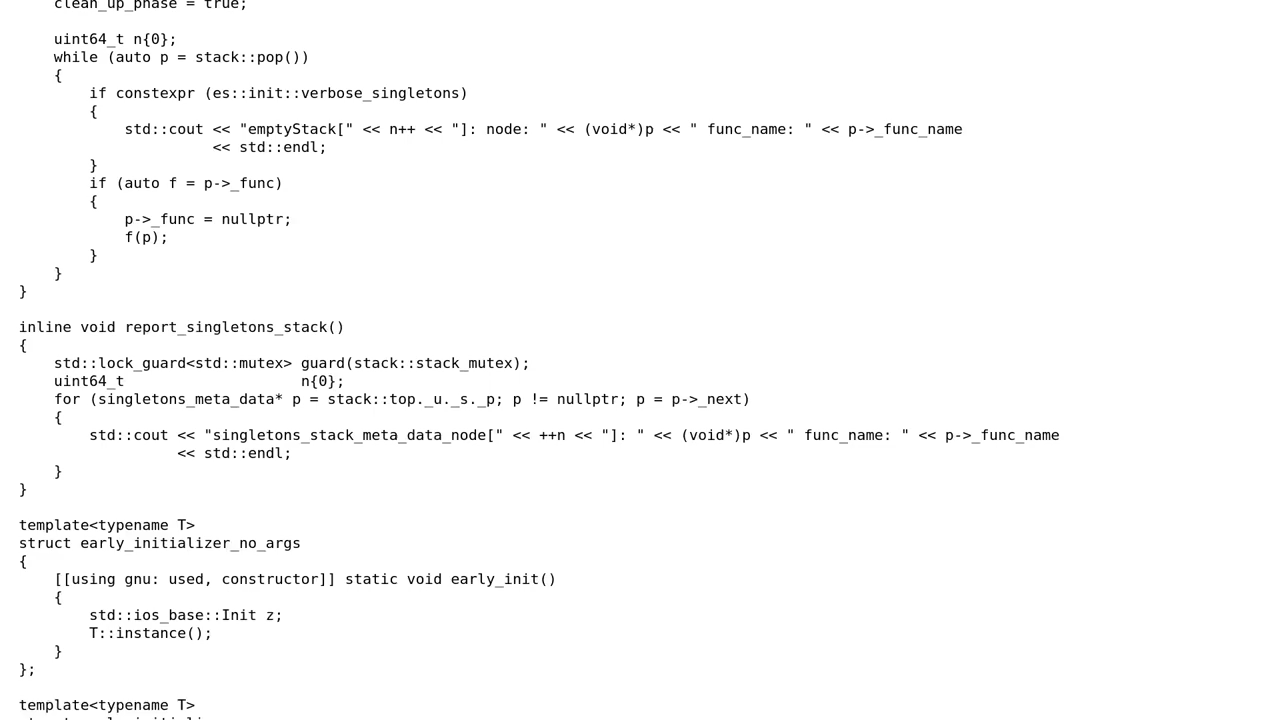 clean_up_phase = true;

    uint64_t n{0};
    while (auto p = stack::pop())
    {
        if constexpr (es::init::verbose_singletons)
        {
            std::cout << "emptyStack[" << n++ << "]: node: " << (void*)p << " func_name: " << p->_func_name
                      << std::endl;
        }
        if (auto f = p->_func)
        {
            p->_func = nullptr;
            f(p);
        }
    }
}

inline void report_singletons_stack()
{
    std::lock_guard<std::mutex> guard(stack::stack_mutex);
    uint64_t                    n{0};
    for (singletons_meta_data* p = stack::top._u._s._p; p != nullptr; p = p->_next)
    {
        std::cout << "singletons_stack_meta_data_node[" << ++n << "]: " << (void*)p << " func_name: " << p->_func_name
                  << std::endl;
    }
}

template<typename T>
struct early_initializer_no_args
{
    [[using gnu: used, constructor]] static void early_init()
    {
        std::ios_base::Init z;
        T::instance();
    }
};

template<typename T>